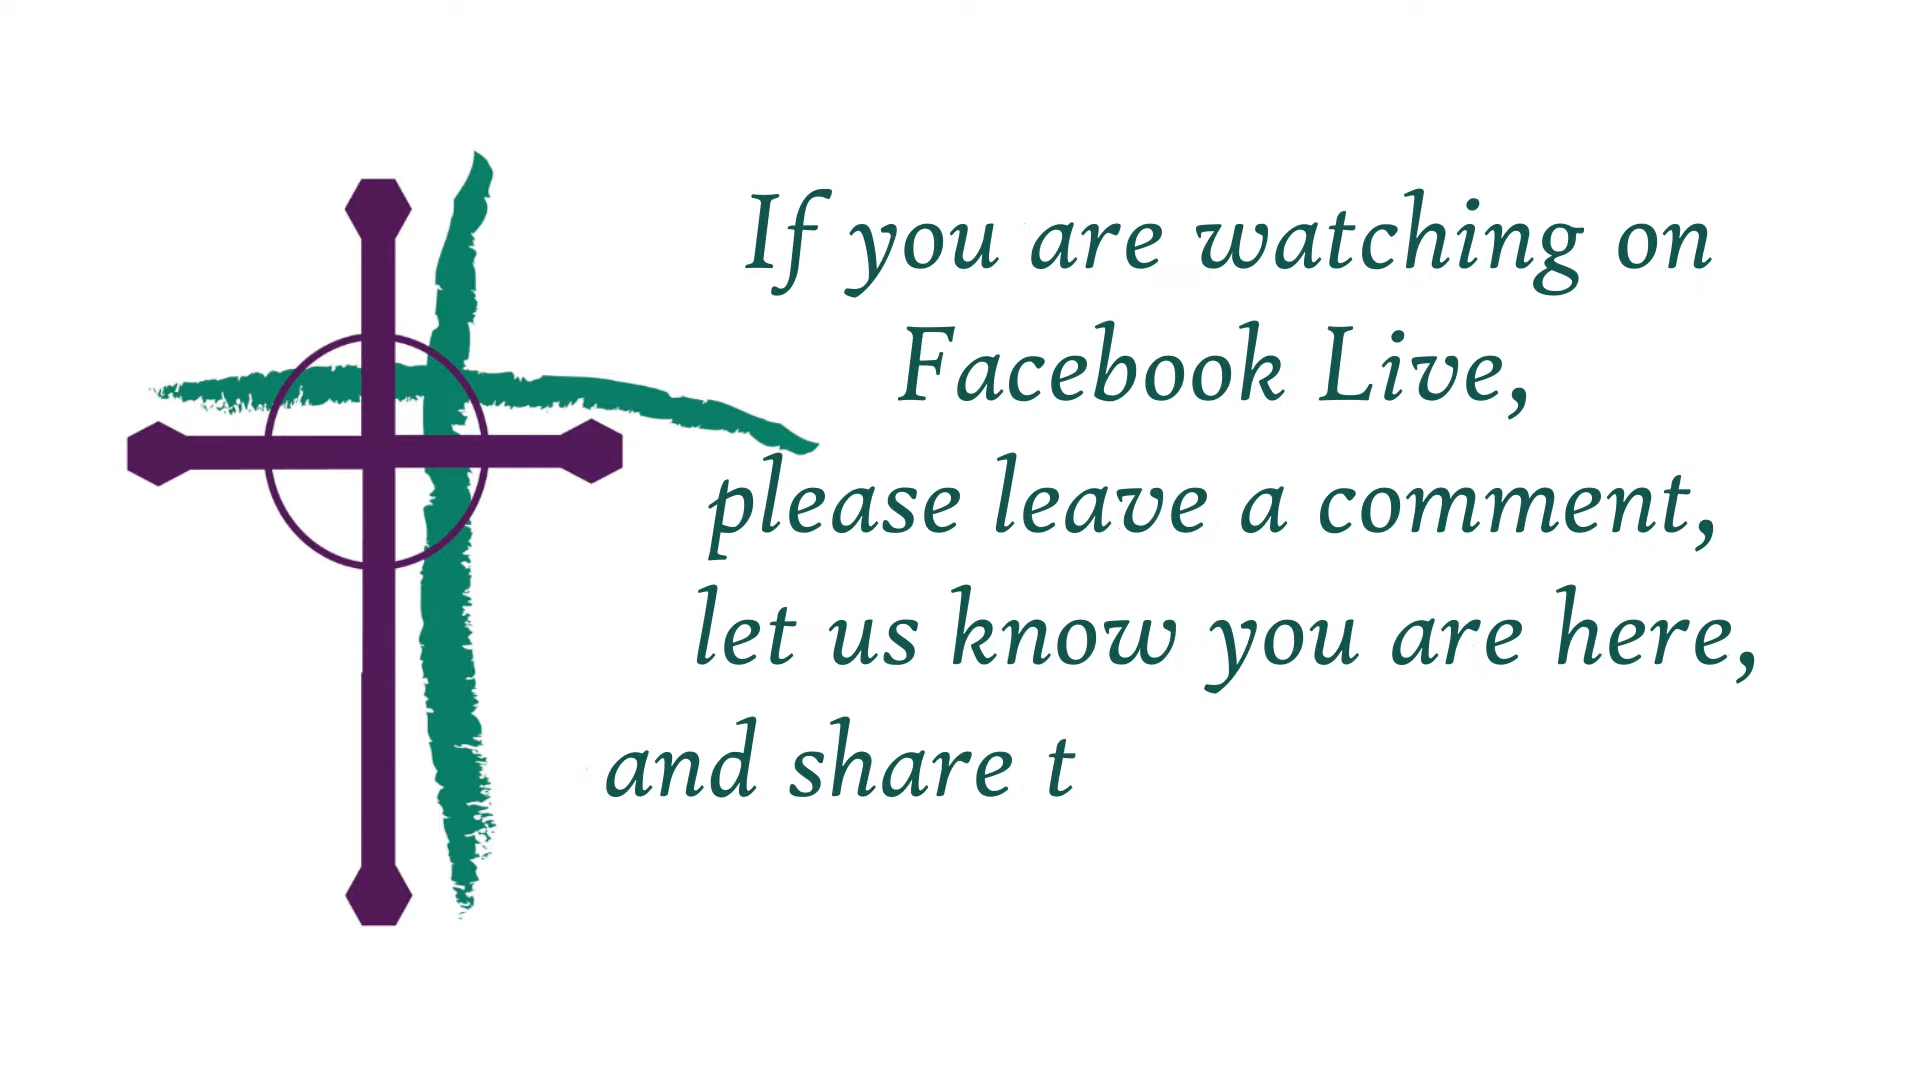 If you are watching on
Facebook Live,
please leave a comment,
let us know you are here,
and share t